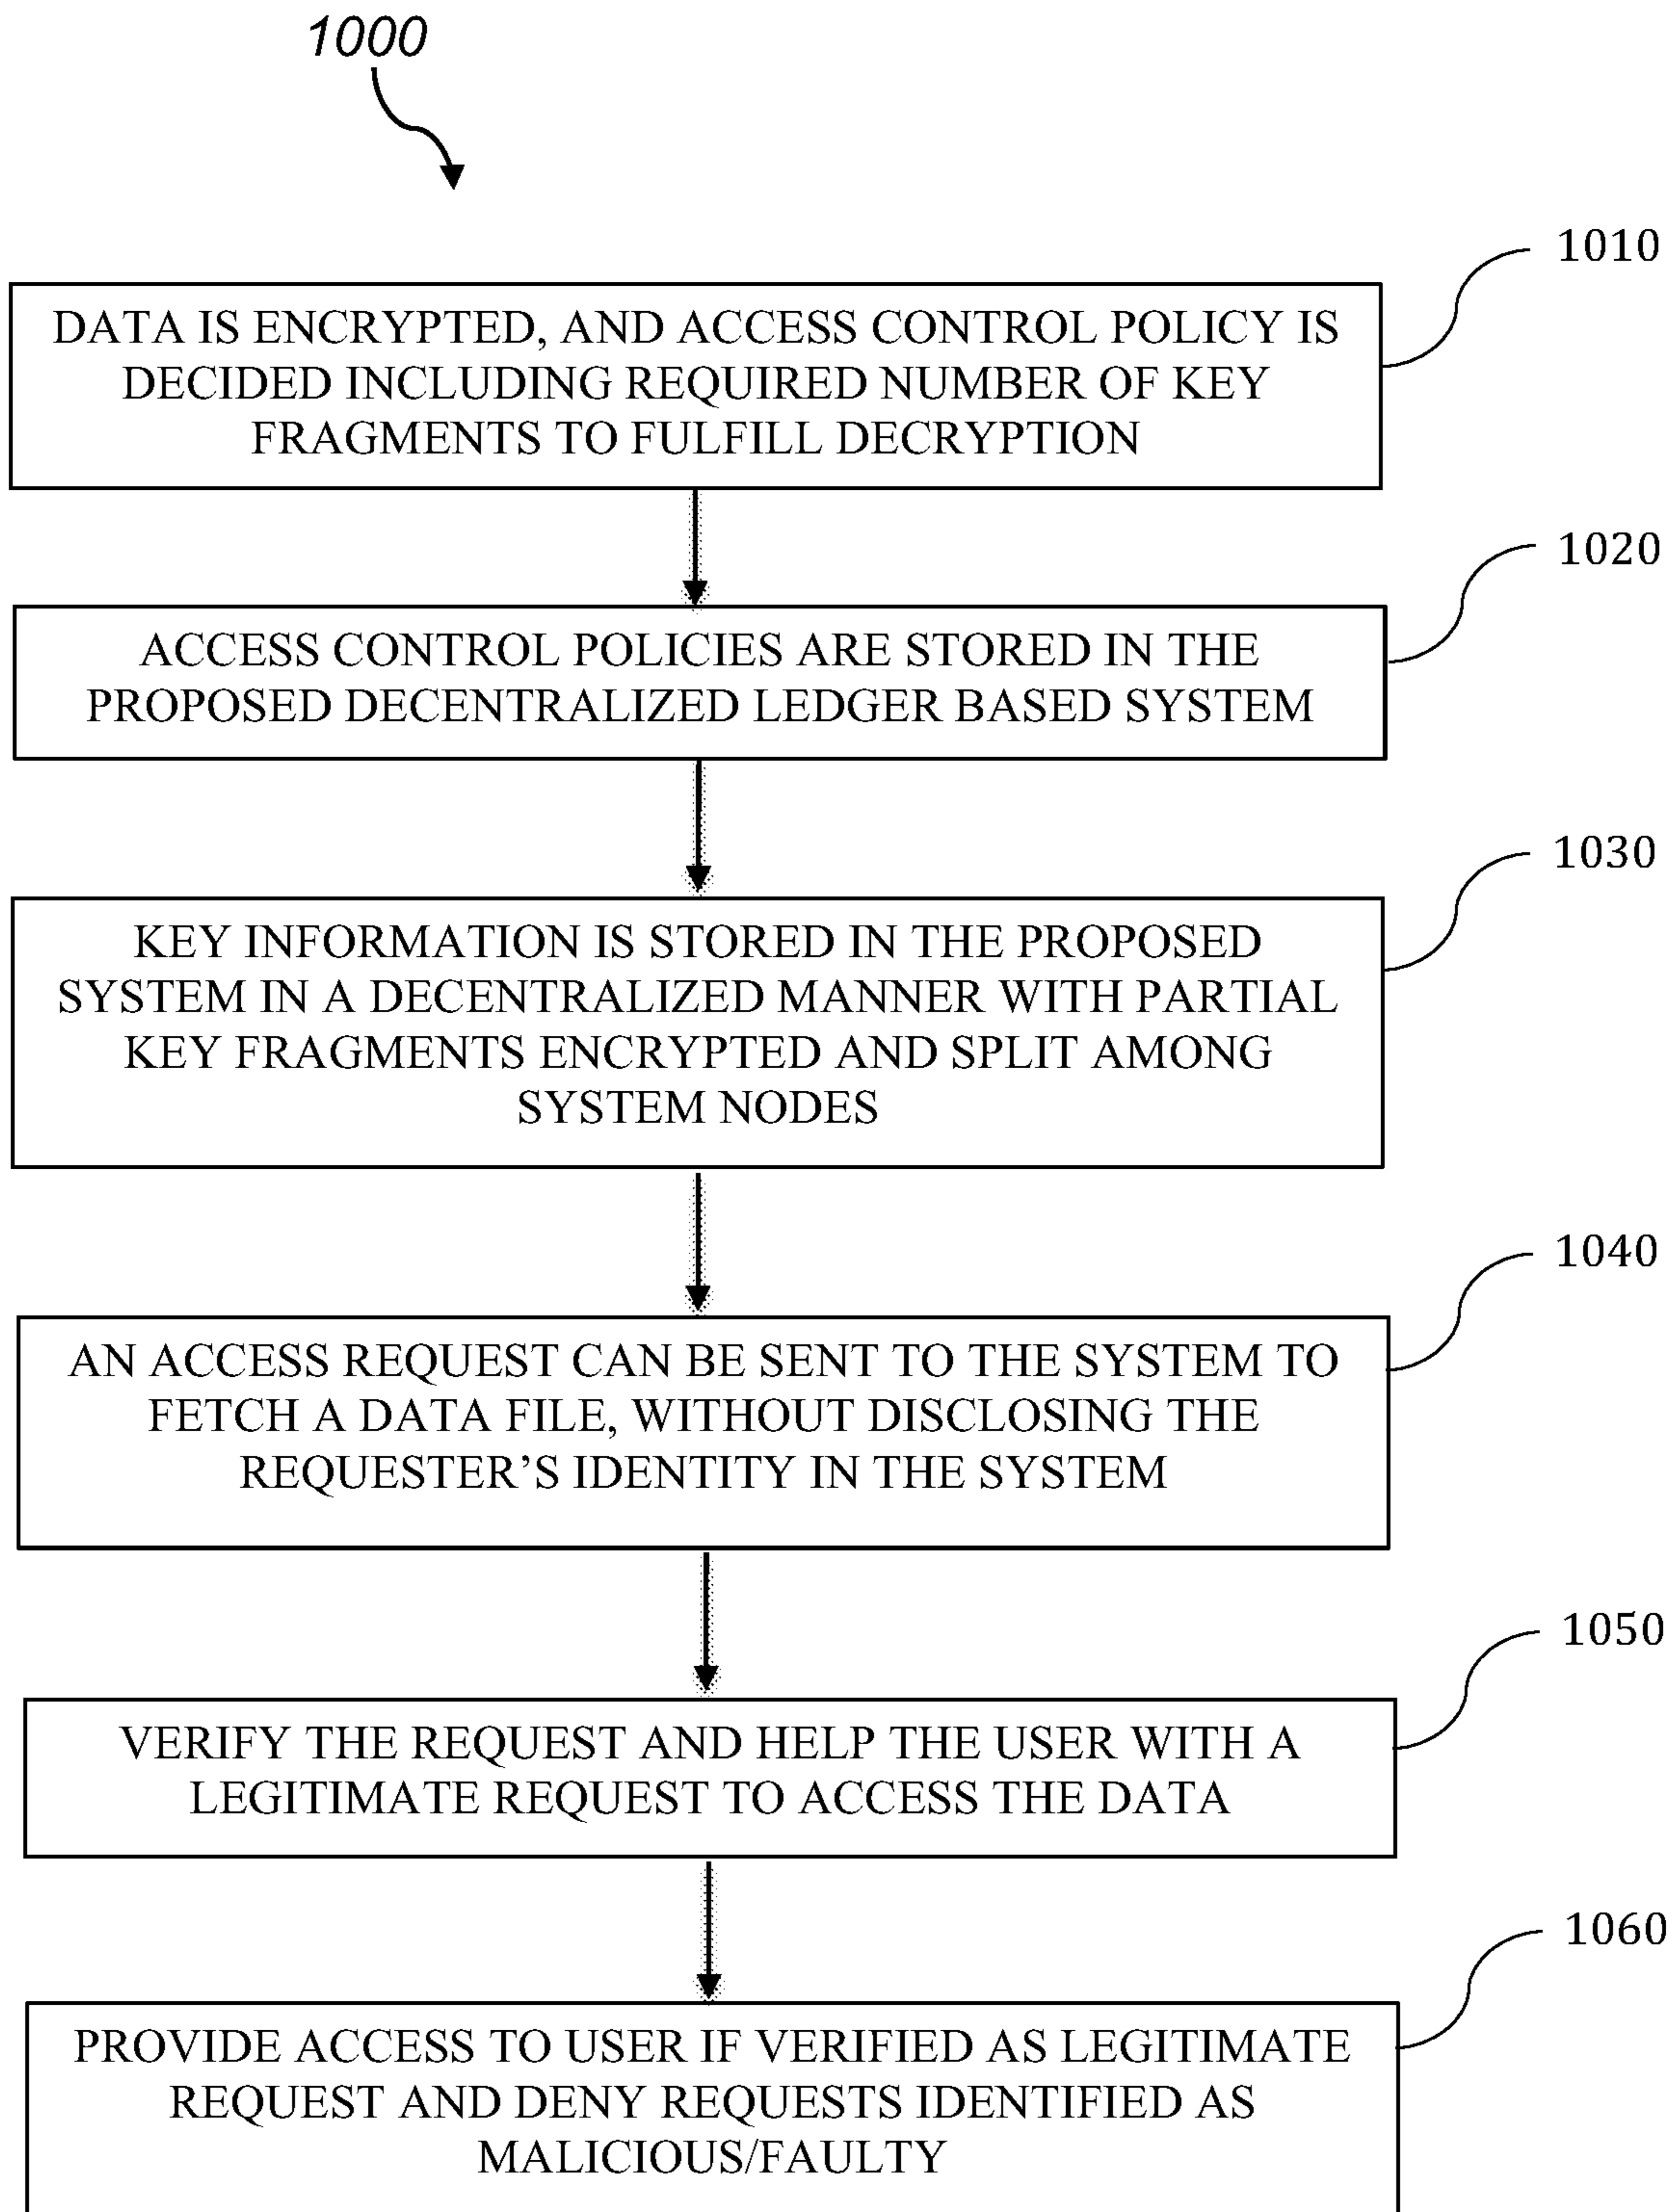 1000
1010
DATA IS ENCRYPTED, AND ACCESS CONTROL POLICY IS
DECIDED INCLUDING REQUIRED NUMBER OF KEY
FRAGMENTS TO FULFILL DECRYPTION
1020
ACCESS CONTROL POLICIES ARE STORED IN THE
PROPOSED DECENTRALIZED LEDGER BASED SYSTEM
1030
KEY INFORMATION IS STORED IN THE PROPOSED
SYSTEM IN A DECENTRALIZED MANNER WITH PARTIAL
KEY FRAGMENTS ENCRYPTED AND SPLIT AMONG
SYSTEM NODES
1040
AN ACCESS REQUEST CAN BE SENT TO THE SYSTEM TO
FETCH A DATA FILE, WITHOUT DISCLOSING THE
REQUESTER’S IDENTITY IN THE SYSTEM
1050
VERIFY THE REQUEST AND HELP THE USER WITH A
LEGITIMATE REQUEST TO ACCESS THE DATA
1060
PROVIDE ACCESS TO USER IF VERIFIED AS LEGITIMATE
REQUEST AND DENY REQUESTS IDENTIFIED AS
MALICIOUS/FAULTY